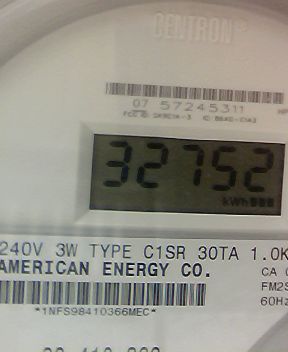 CENTRON®
07 57245311
32752
kWh
240V 3W TYPE C1SR 30TA 1.0K
AMERICAN ENERGY CO.
CA
FM2S
60Hz
*1NFS98410366MEC*